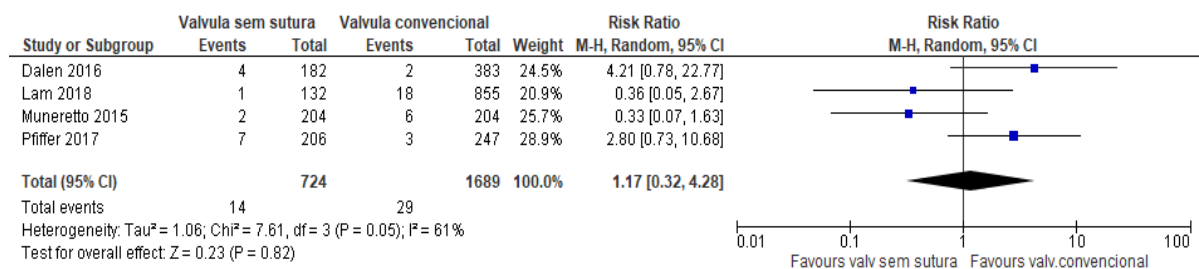 Valvula sem sutura Valvula convencional Risk Ratio Risk Ratio
Study or Subgroup Events Total Events Total Weight M-H, Random, 95% CI M-H, Random, 95% CI
Dalen 2016 4 182 2 383 24.5% 4.21 [0.78, 22.77]
Lam 2018 1 132 18 855 20.9% 0.36 [0.05, 2.67]
Muneretto 2015 2 204 6 204 25.7% 0.33 [0.07, 1.63]
Pfiffer 2017 7 206 3 247 28.9% 2.80 [0.73, 10.68]
Total (95% CI) 724 1689 100.0% 1.17 [0.32, 4.28]
Total events 14 29
Heterogeneity: Tau² = 1.06; Chi² = 7.61, df = 3 (P = 0.05); I² = 61%
Test for overall effect: Z = 0.23 (P = 0.82)
0.01 0.1 1 10 100
Favours valv sem sutura Favours valv.convencional